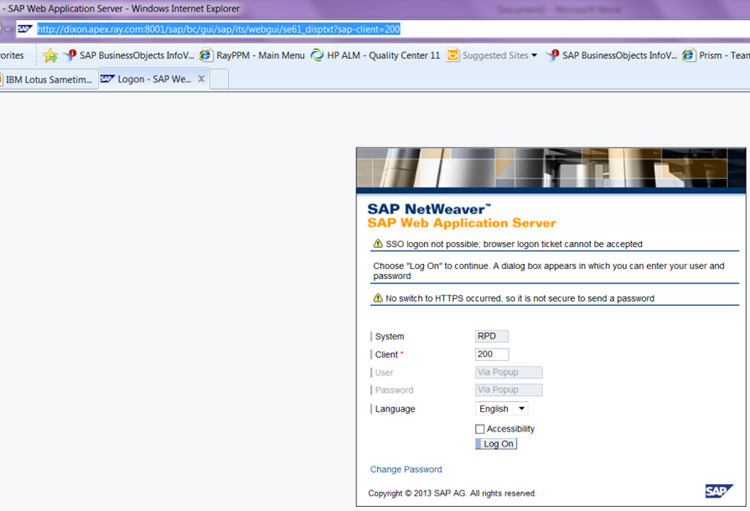 - SAP Web Application Server - Windows Internet Explorer
Document2 - Microsoft Word
http://dixon.apex.ray.com:8001/sap/bc/gui/sap/its/webgui/se61_disptxt?sap-client=200
orites SAP BusinessObjects InfoV... RayPPM - Main Menu HP ALM - Quality Center 11 Suggested Sites SAP BusinessObjects InfoV... Prism - Team
IBM Lotus Sametim... SAP Logon - SAP We... X
SAP NetWeaver™
SAP Web Application Server
SSO logon not possible; browser logon ticket cannot be accepted
Choose "Log On" to continue. A dialog box appears in which you can enter your user and
password
No switch to HTTPS occurred, so it is not secure to send a password
System RPD
Client * 200
User Via Popup
Password Via Popup
Language English
Accessibility
Log On
Change Password
Copyright © 2013 SAP AG. All rights reserved.
SAP